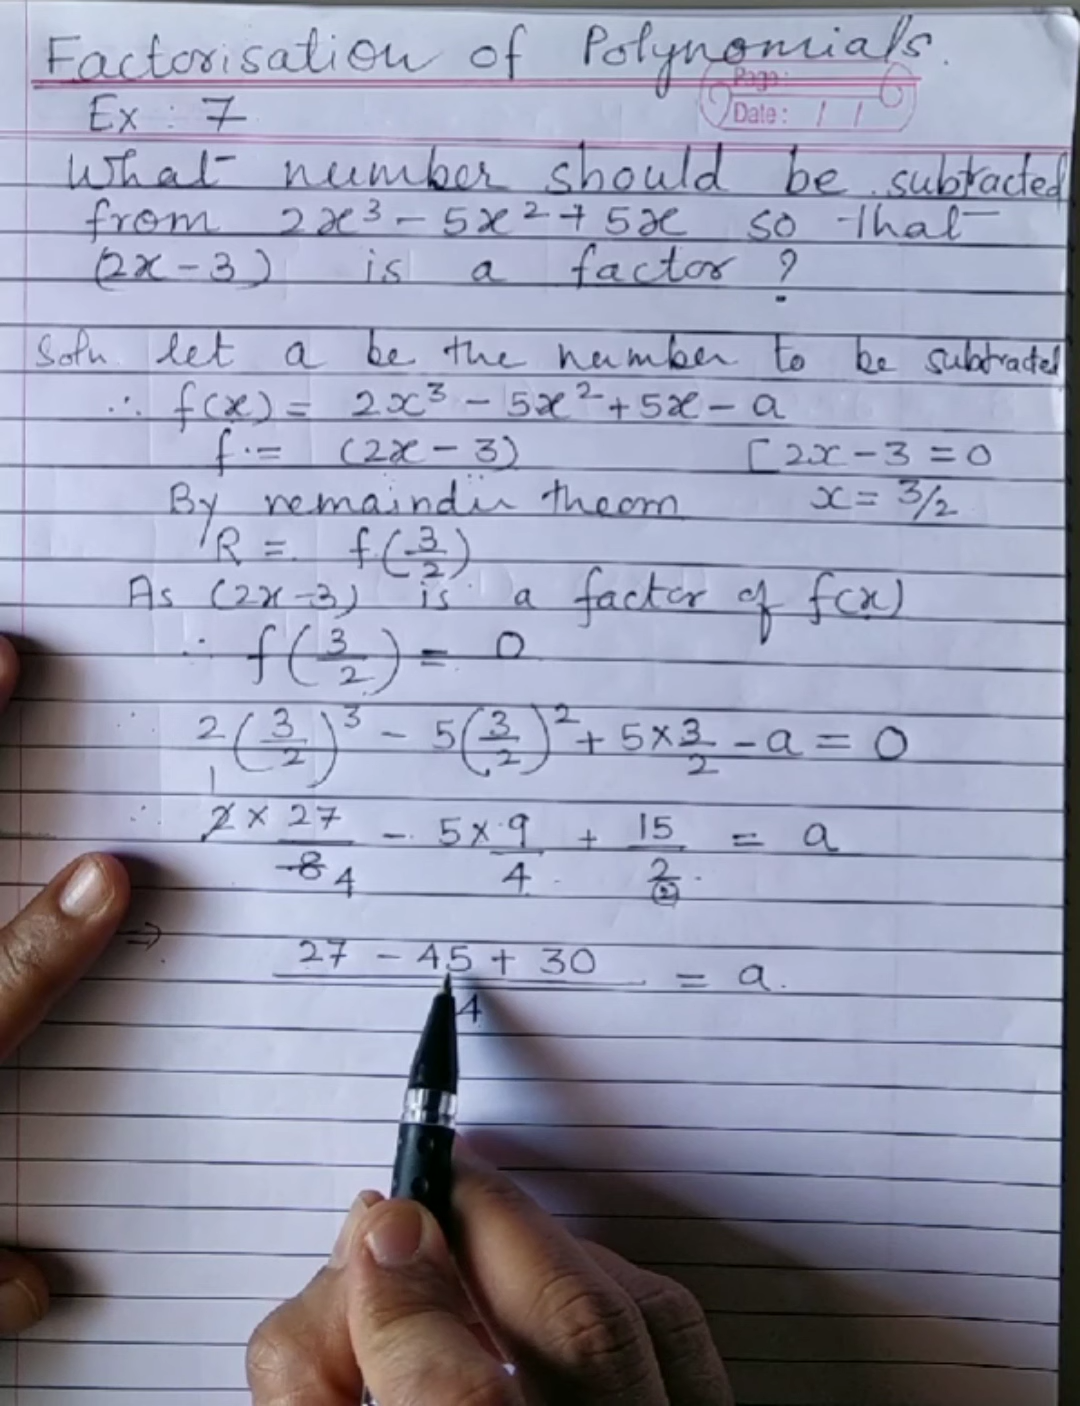 Factorisation of Polynomials.
Page:
Ex : 7
Date: / /
What number should be subtracted
from 2x³ - 5x² + 5x so that
(2x - 3) is a factor ?
Soln let a be the number to be subtracted
∴ f(x) = 2x³ - 5x² + 5x - a
f = (2x - 3) [2x - 3 = 0
By remainder theorm x = 3/2
R = f(3/2)
As (2x-3) is a factor of f(x)
∴ f(3/2) = 0
∴ 2(3/2)³ - 5(3/2)² + 5×3/2 - a = 0
1
∴ 2 × 27/8 4 - 5×9/4 + 15/2 = a
②
⇒ 27 - 45 + 30 / 4 = a.